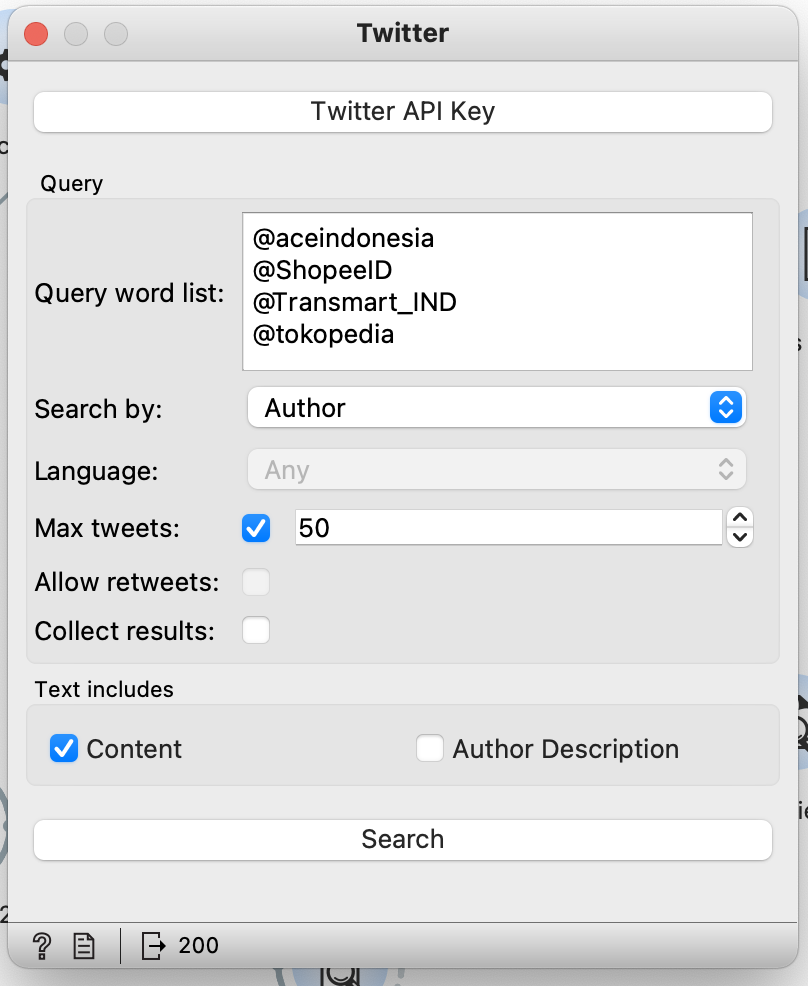 Twitter
Twitter API Key
Query
Query word list:
@aceindonesia
@ShopeeID
@Transmart_IND
@tokopedia
Search by: Author
Language: Any
Max tweets: 50
Allow retweets:
Collect results:
Text includes
Content Author Description
Search
? 200